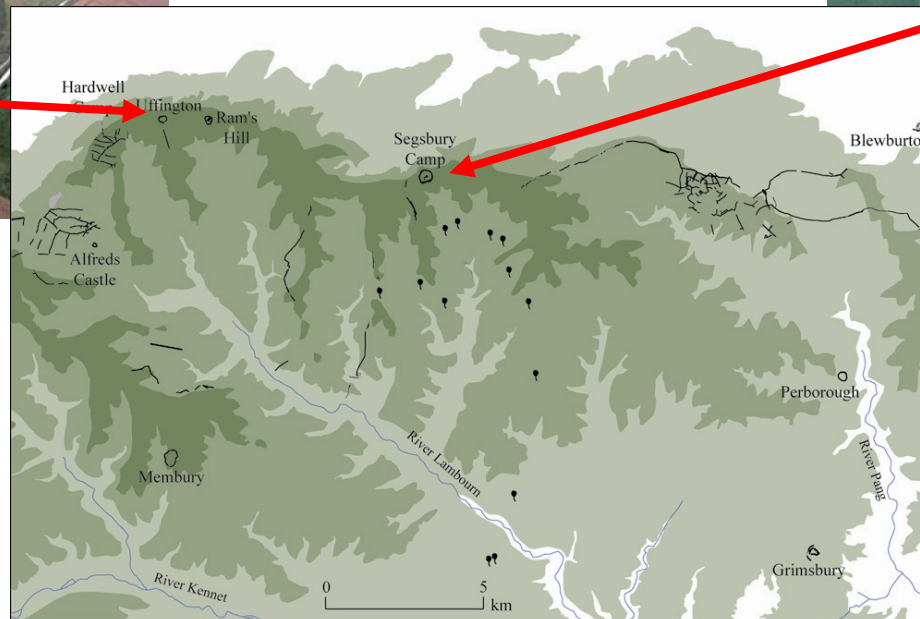 Hardwell
Uffington
Ram's
Hill
Segsbury
Camp
Blewburto
Alfreds
Castle
Perborough
River Lambourn
River Pang
Membury
Grimsbury
River Kennet
0 5
km